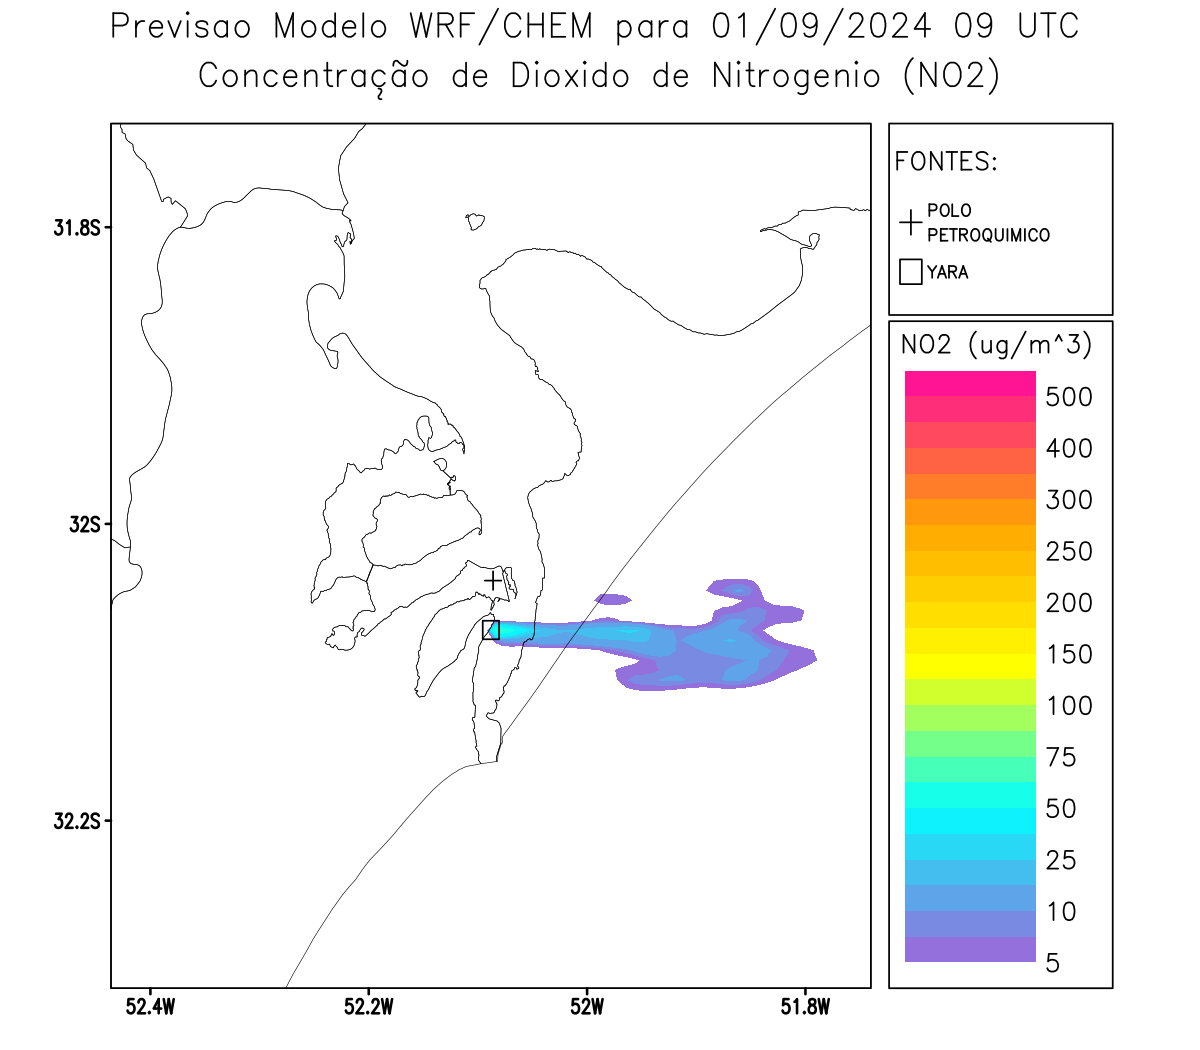 Previsao Modelo WRF/CHEM para 01/09/2024 09 UTC
Concentração de Dioxido de Nitrogenio (NO2)
FONTES:
POLO
PETROQUIMICO
YARA
NO2 (ug/m^3)
500
400
300
250
200
150
100
75
50
25
10
5
31.8S
32S
32.2S
52.4W
52.2W
52W
51.8W